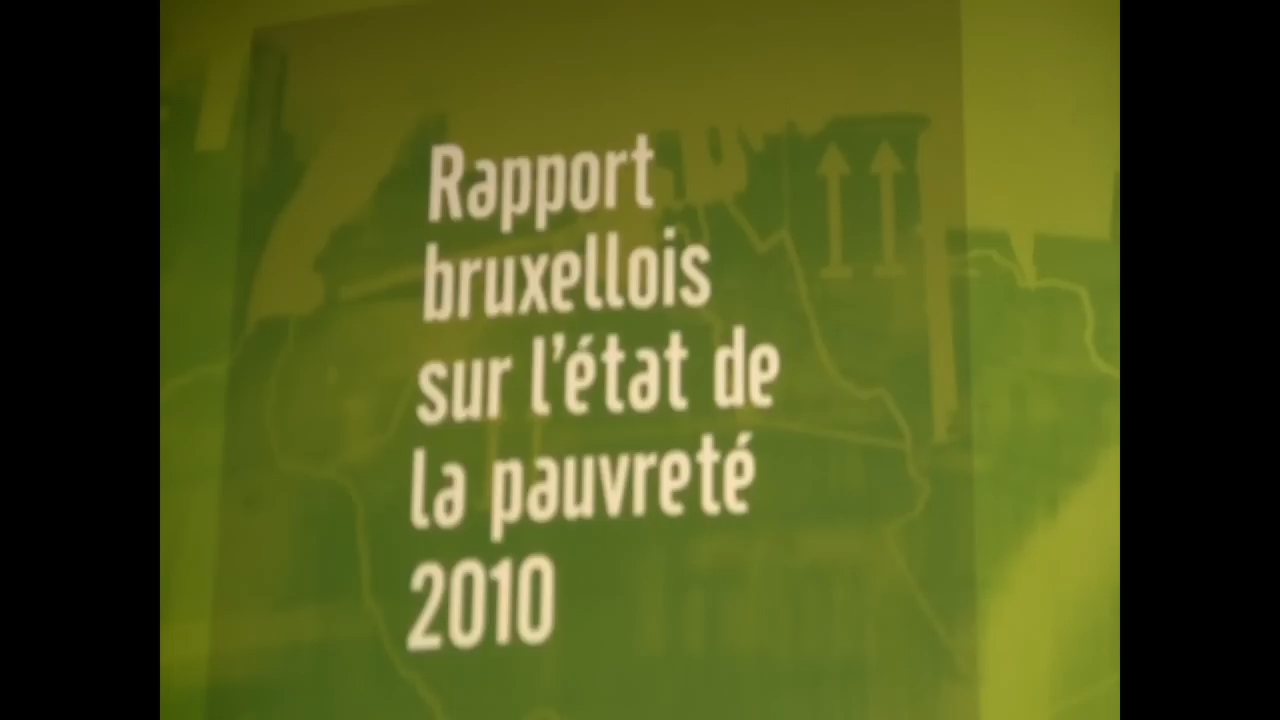 Rapport
bruxellois
sur l'état de
la pauvreté
2010